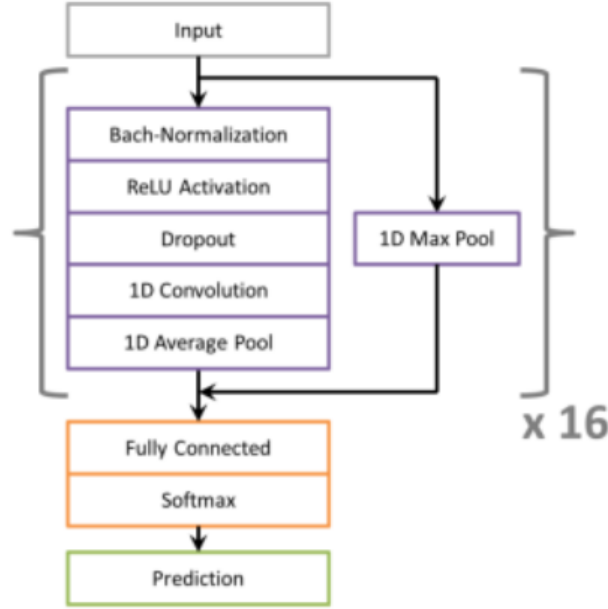 Input
Bach-Normalization
ReLU Activation
Dropout
1D Max Pool
1D Convolution
1D Average Pool
x 16
Fully Connected
Softmax
Prediction